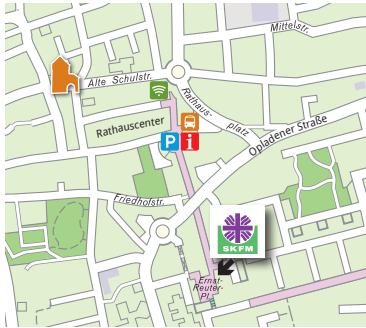 Mittelstr.
Alte Schulstr.
Rathaus-
platz
Rathauscenter
P i
Opladener Straße
Friedhofstr.
SKFM
Ernst-
Reuter-
Pl.